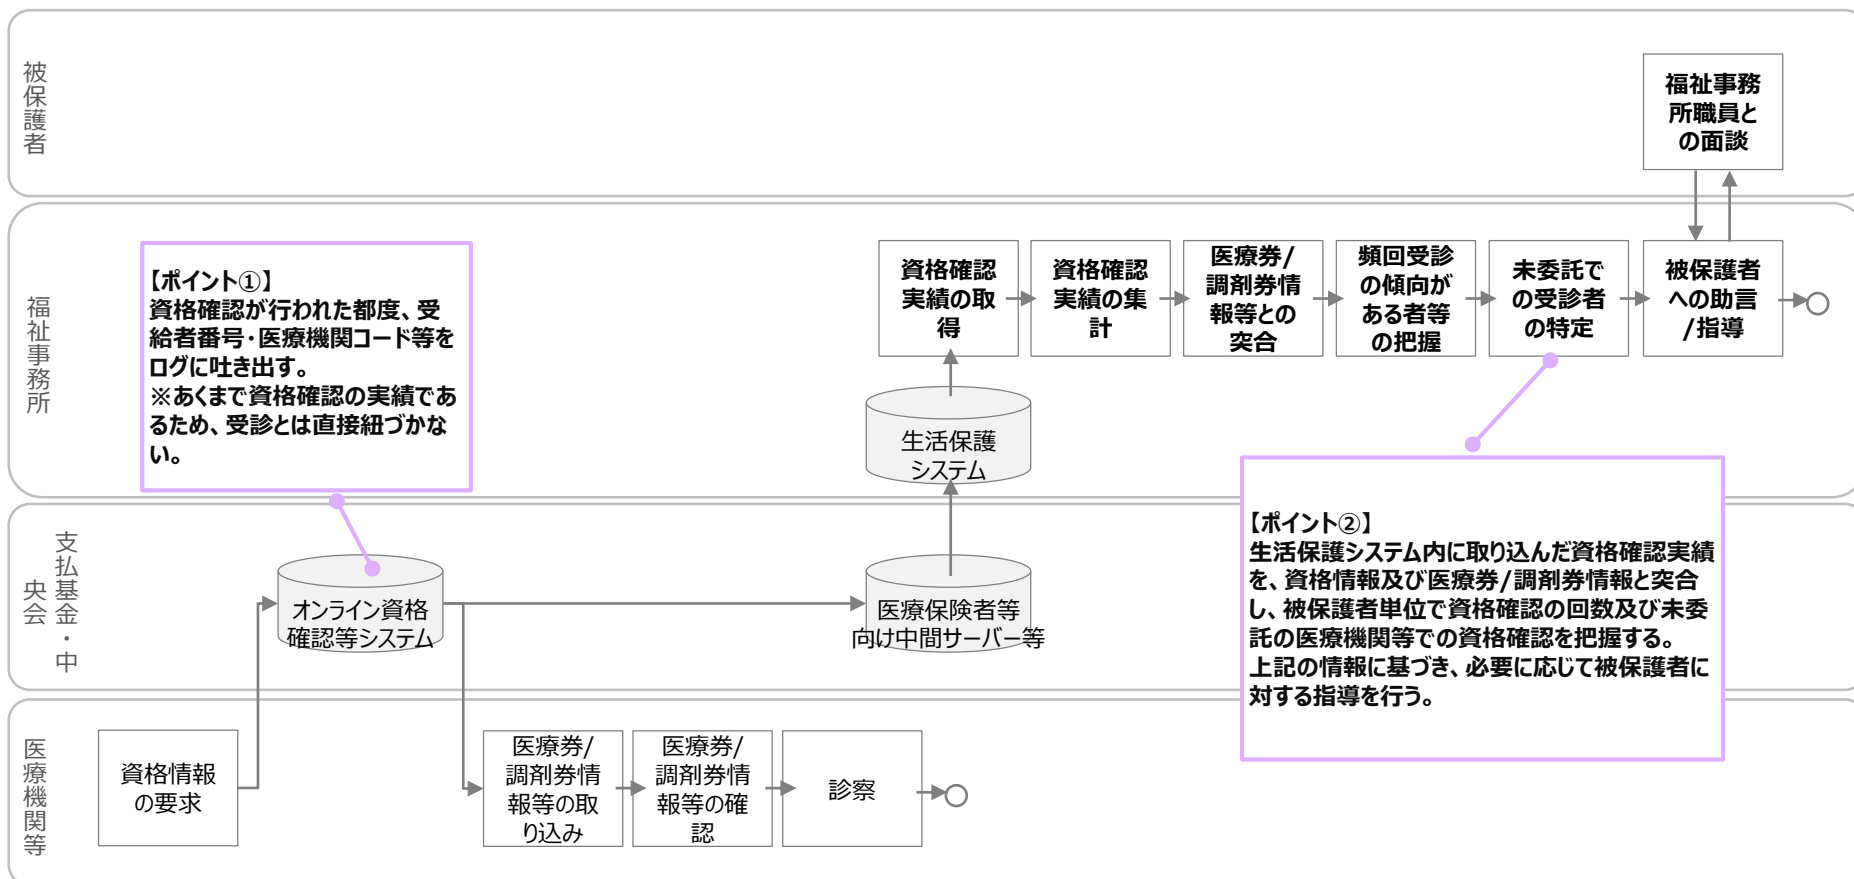 被保護者
福祉事務
所職員と
の面談
福祉事務所
【ポイント①】
資格確認が行われた都度、受
給者番号・医療機関コード等を
ログに吐き出す。
※あくまで資格確認の実績であ
るため、受診とは直接紐づかな
い。
資格確認
実績の取
得
資格確認
実績の集
計
医療券/
調剤券情
報等との
突合
頻回受診
の傾向が
ある者等
の把握
未委託で
の受診者
の特定
被保護者
への助言
/指導
生活保護
システム
支払基金・中
央会
オンライン資格
確認等システム
医療保険者等
向け中間サーバー等
【ポイント②】
生活保護システム内に取り込んだ資格確認実績
を、資格情報及び医療券/調剤券情報と突合
し、被保護者単位で資格確認の回数及び未委
託の医療機関等での資格確認を把握する。
上記の情報に基づき、必要に応じて被保護者に
対する指導を行う。
医療機関等
資格情報
の要求
医療券/
調剤券情
報等の取
り込み
医療券/
調剤券情
報等の確
認
診察